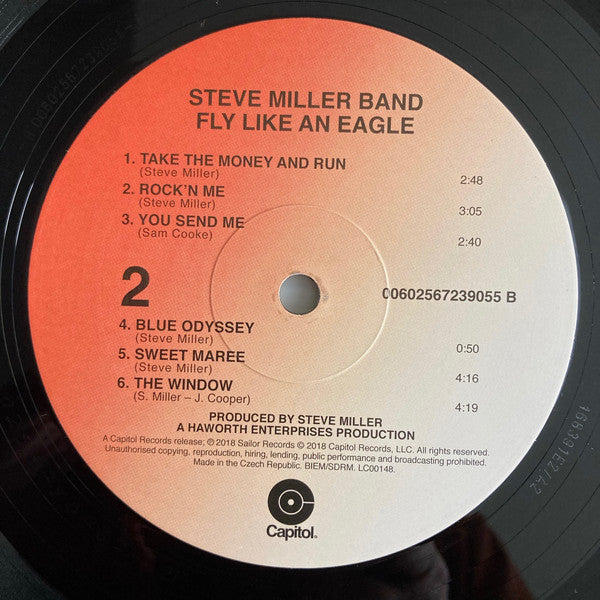 STEVE MILLER BAND
FLY LIKE AN EAGLE
1. TAKE THE MONEY AND RUN
(Steve Miller)
2:48
2. ROCK'N ME
(Steve Miller)
3:05
3. YOU SEND ME
(Sam Cooke)
2:40
2
00602567239055 B
4. BLUE ODYSSEY
(Steve Miller)
0:50
5. SWEET MAREE
(Steve Miller)
4:16
6. THE WINDOW
(S. Miller – J. Cooper)
4:19
PRODUCED BY STEVE MILLER
A HAWORTH ENTERPRISES PRODUCTION
A Capitol Records release; ℗ 2018 Sailor Records © 2018 Capitol Records, LLC. All rights reserved.
Unauthorised copying, reproduction, hiring, lending, public performance and broadcasting prohibited.
Made in the Czech Republic. BIEM/SDRM. LC00148.
Capitol®